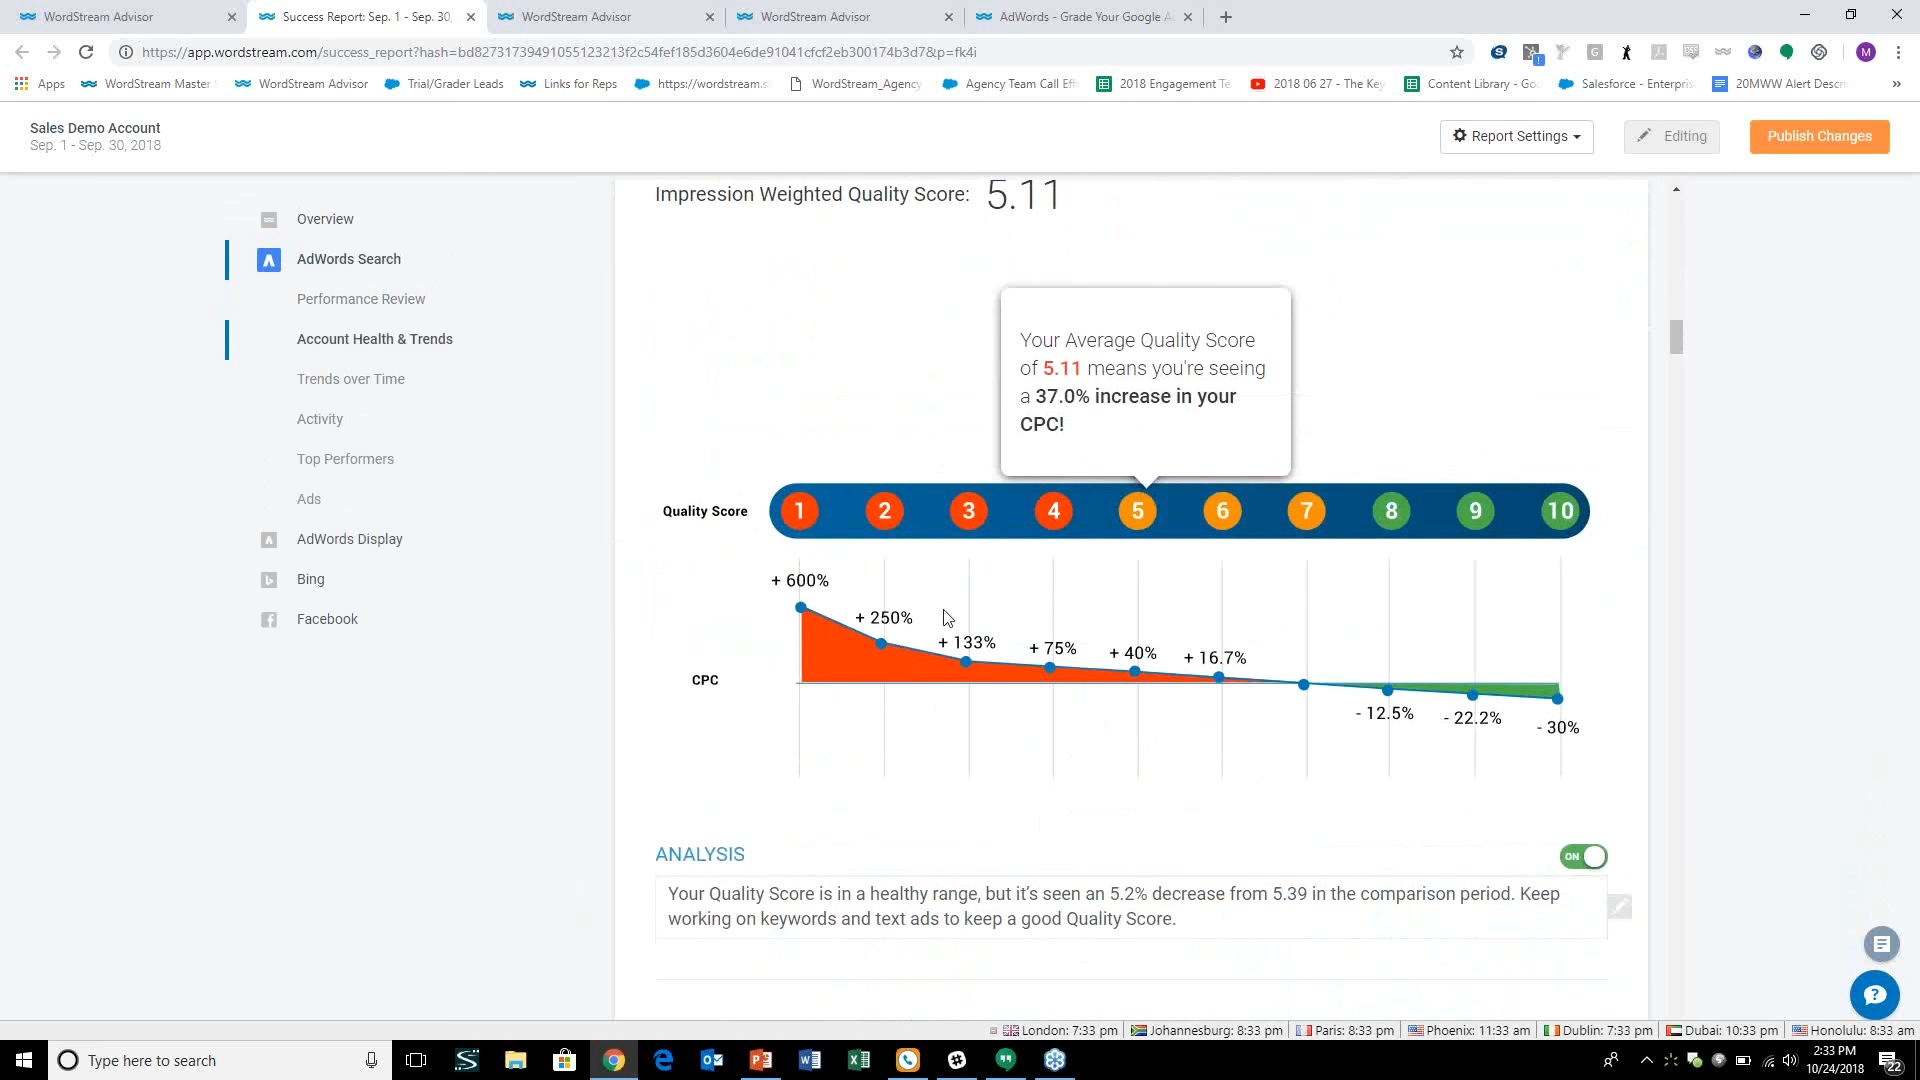 WordStream Advisor
Success Report: Sep. 1 - Sep. 30,
WordStream Advisor
WordStream Advisor
AdWords - Grade Your Google A
https://app.wordstream.com/success_report?hash=bd82731739491055123213f2c54fef185d3604e6de91041cfcf2eb300174b3d7&p=fk4i
Apps
WordStream Master
WordStream Advisor
Trial/Grader Leads
Links for Reps
https://wordstream.s
WordStream_Agency
Agency Team Call Eff
2018 Engagement Te
2018 06 27 - The Key
Content Library - Goo
Salesforce - Enterpris
20MWW Alert Descri
Sales Demo Account
Sep. 1 - Sep. 30, 2018
Report Settings
Editing
Publish Changes
Overview
AdWords Search
Performance Review
Account Health & Trends
Trends over Time
Activity
Top Performers
Ads
AdWords Display
Bing
Facebook
Impression Weighted Quality Score: 5.11
Your Average Quality Score
of 5.11 means you're seeing
a 37.0% increase in your
CPC!
Quality Score 1 2 3 4 5 6 7 8 9 10
+ 600%
+ 250%
+ 133%
+ 75%
+ 40%
+ 16.7%
CPC
- 12.5%
- 22.2%
- 30%
ANALYSIS
ON
Your Quality Score is in a healthy range, but it's seen an 5.2% decrease from 5.39 in the comparison period. Keep
working on keywords and text ads to keep a good Quality Score.
London: 7:33 pm
Johannesburg: 8:33 pm
Paris: 8:33 pm
Phoenix: 11:33 am
Dublin: 7:33 pm
Dubai: 10:33 pm
Honolulu: 8:33 am
Type here to search
2:33 PM
10/24/2018
22